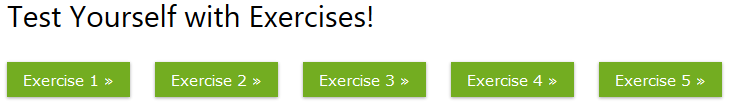 Test Yourself with Exercises!
Exercise 1 » Exercise 2 » Exercise 3 » Exercise 4 » Exercise 5 »